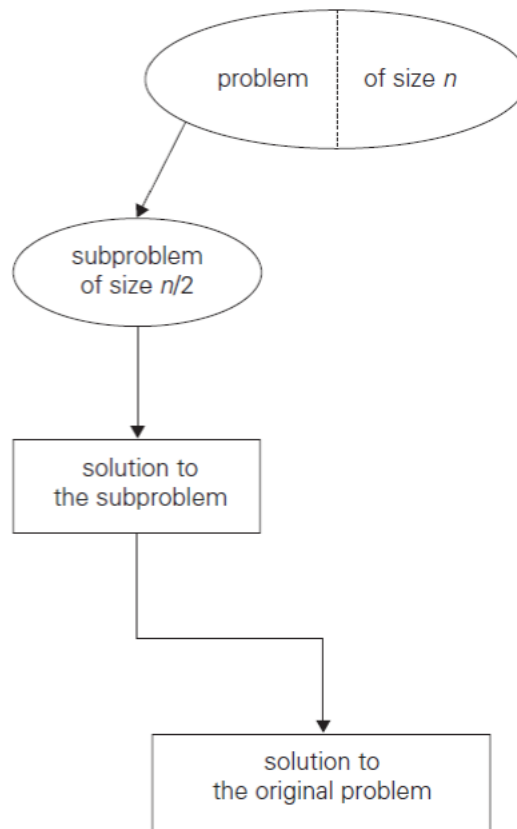 problem of size n
subproblem
of size n/2
solution to
the subproblem
solution to
the original problem